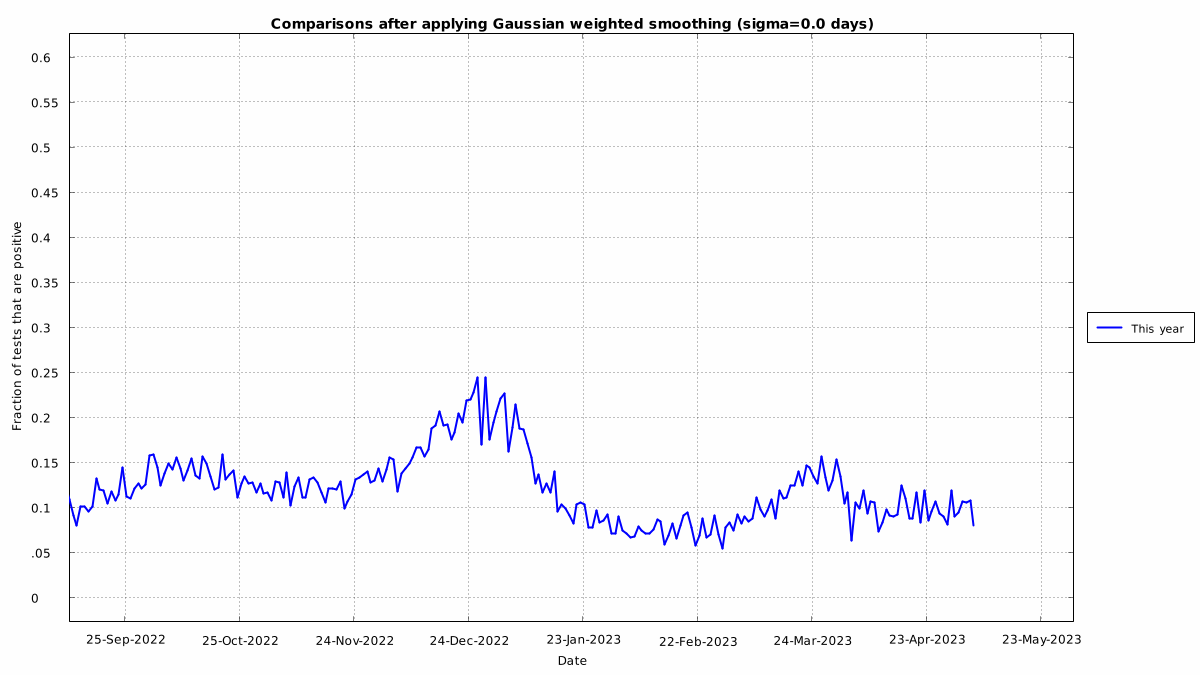 Comparisons after applying Gaussian weighted smoothing (sigma=0.0 days)
0.6
0.55
0.5
0.45
0.4
0.35
0.3
0.25
0.2
0.15
0.1
.05
0
Fraction of tests that are positive
This year
25-Sep-2022
25-Oct-2022
24-Nov-2022
24-Dec-2022
23-Jan-2023
22-Feb-2023
24-Mar-2023
23-Apr-2023
23-May-2023
Date